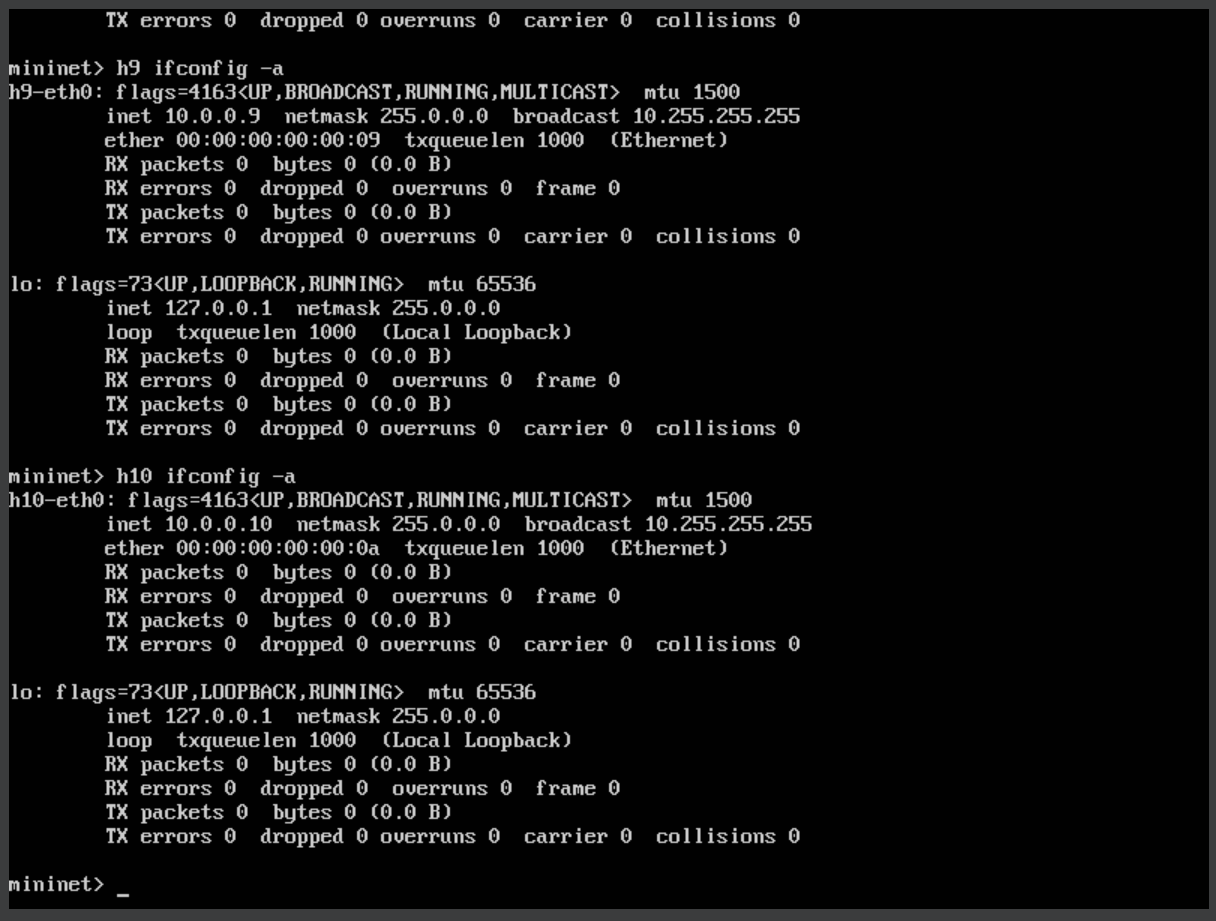 TX errors 0  dropped 0 overruns 0  carrier 0  collisions 0
mininet> h9 ifconfig -a
h9-eth0: flags=4163<UP,BROADCAST,RUNNING,MULTICAST>  mtu 1500
inet 10.0.0.9  netmask 255.0.0.0  broadcast 10.255.255.255
ether 00:00:00:00:00:09  txqueuelen 1000  (Ethernet)
RX packets 0  bytes 0 (0.0 B)
RX errors 0  dropped 0  overruns 0  frame 0
TX packets 0  bytes 0 (0.0 B)
TX errors 0  dropped 0 overruns 0  carrier 0  collisions 0
lo: flags=73<UP,LOOPBACK,RUNNING>  mtu 65536
inet 127.0.0.1  netmask 255.0.0.0
loop  txqueuelen 1000  (Local Loopback)
RX packets 0  bytes 0 (0.0 B)
RX errors 0  dropped 0  overruns 0  frame 0
TX packets 0  bytes 0 (0.0 B)
TX errors 0  dropped 0 overruns 0  carrier 0  collisions 0
mininet> h10 ifconfig -a
h10-eth0: flags=4163<UP,BROADCAST,RUNNING,MULTICAST>  mtu 1500
inet 10.0.0.10  netmask 255.0.0.0  broadcast 10.255.255.255
ether 00:00:00:00:00:0a  txqueuelen 1000  (Ethernet)
RX packets 0  bytes 0 (0.0 B)
RX errors 0  dropped 0  overruns 0  frame 0
TX packets 0  bytes 0 (0.0 B)
TX errors 0  dropped 0 overruns 0  carrier 0  collisions 0
lo: flags=73<UP,LOOPBACK,RUNNING>  mtu 65536
inet 127.0.0.1  netmask 255.0.0.0
loop  txqueuelen 1000  (Local Loopback)
RX packets 0  bytes 0 (0.0 B)
RX errors 0  dropped 0  overruns 0  frame 0
TX packets 0  bytes 0 (0.0 B)
TX errors 0  dropped 0 overruns 0  carrier 0  collisions 0
mininet> _